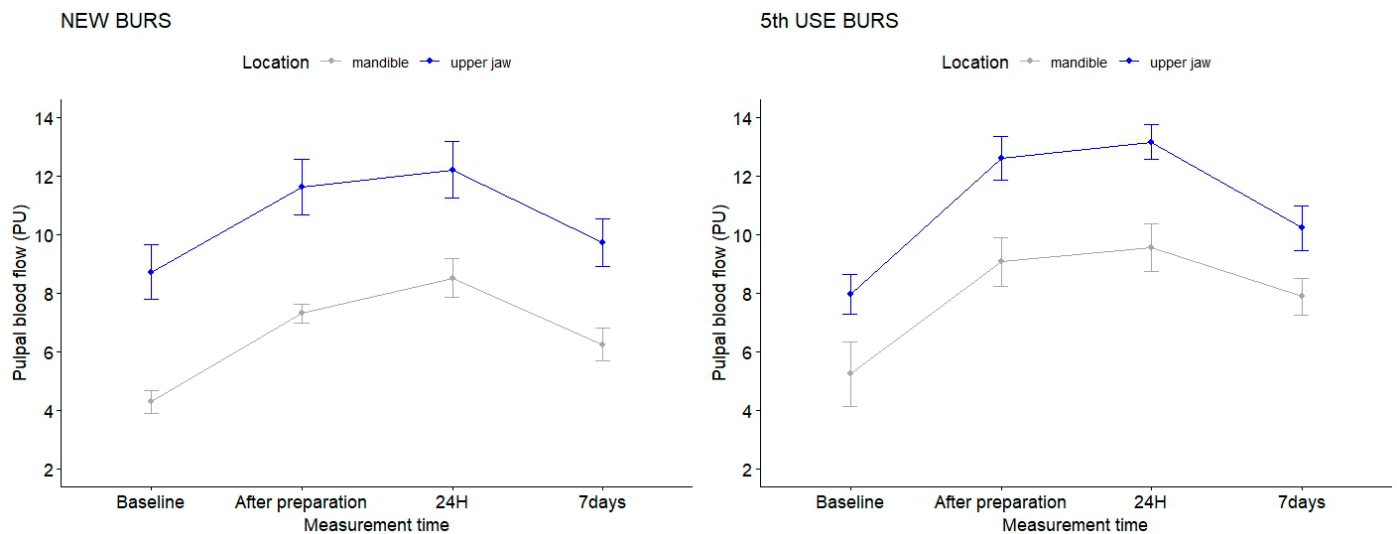 NEW BURS
Location mandible upper jaw
Pulpal blood flow (PU)
14
12
10
8
6
4
2
Baseline After preparation 24H 7days
Measurement time
5th USE BURS
Location mandible upper jaw
Pulpal blood flow (PU)
14
12
10
8
6
4
2
Baseline After preparation 24H 7days
Measurement time